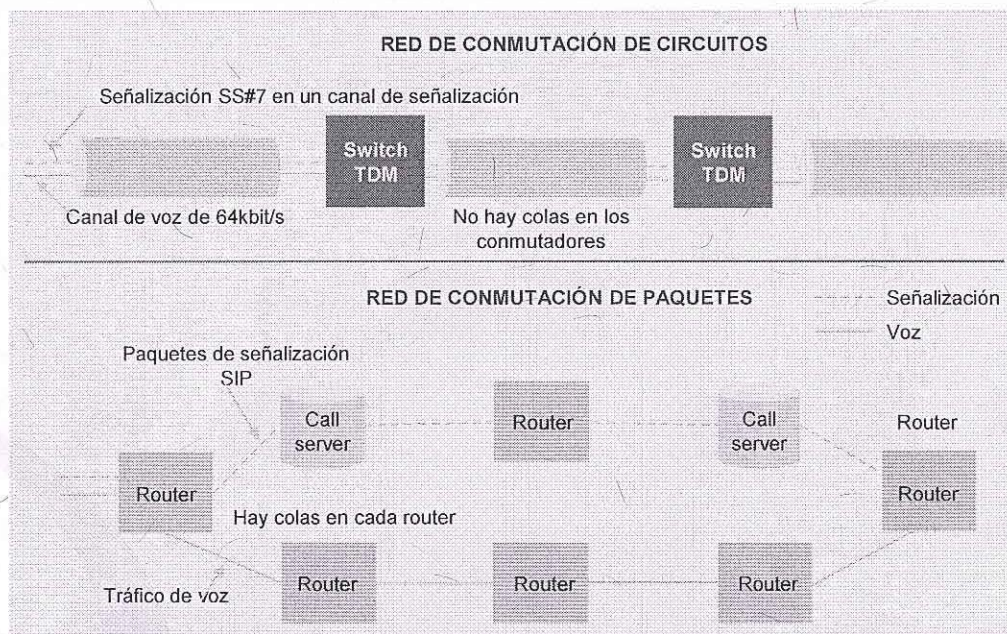 RED DE CONMUTACIÓN DE CIRCUITOS
Señalización SS#7 en un canal de señalización
Switch
TDM
Switch
TDM
Canal de voz de 64kbit/s
No hay colas en los
conmutadores
RED DE CONMUTACIÓN DE PAQUETES
Señalización
Voz
Paquetes de señalización
SIP
Call
server
Router
Call
server
Router
Router
Router
Hay colas en cada router
Tráfico de voz
Router
Router
Router